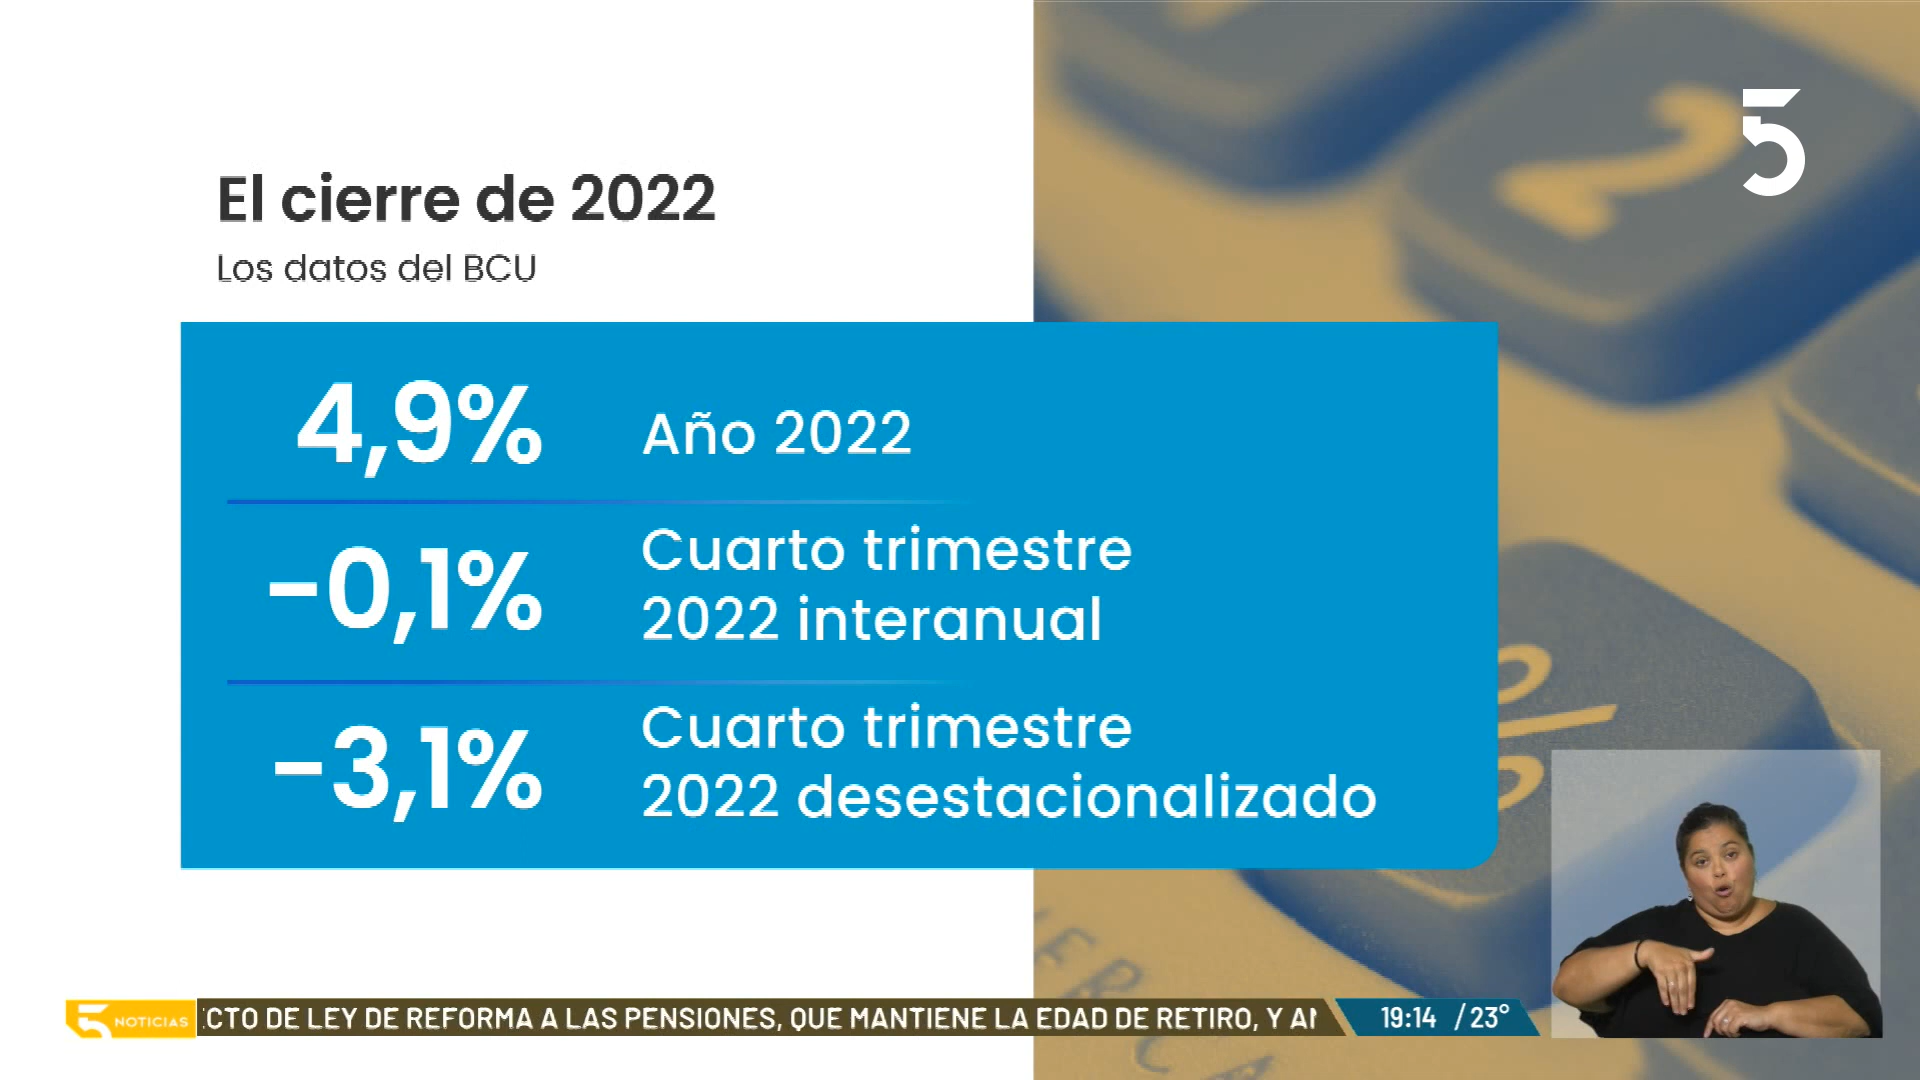 El cierre de 2022
Los datos del BCU
4,9% Año 2022
-0,1% Cuarto trimestre
2022 interanual
-3,1% Cuarto trimestre
2022 desestacionalizado
2
%
5
5 NOTICIAS
DE LEY DE REFORMA A LAS PENSIONES, QUE MANTIENE LA EDAD DE RETIRO, Y
19:14 / 23°